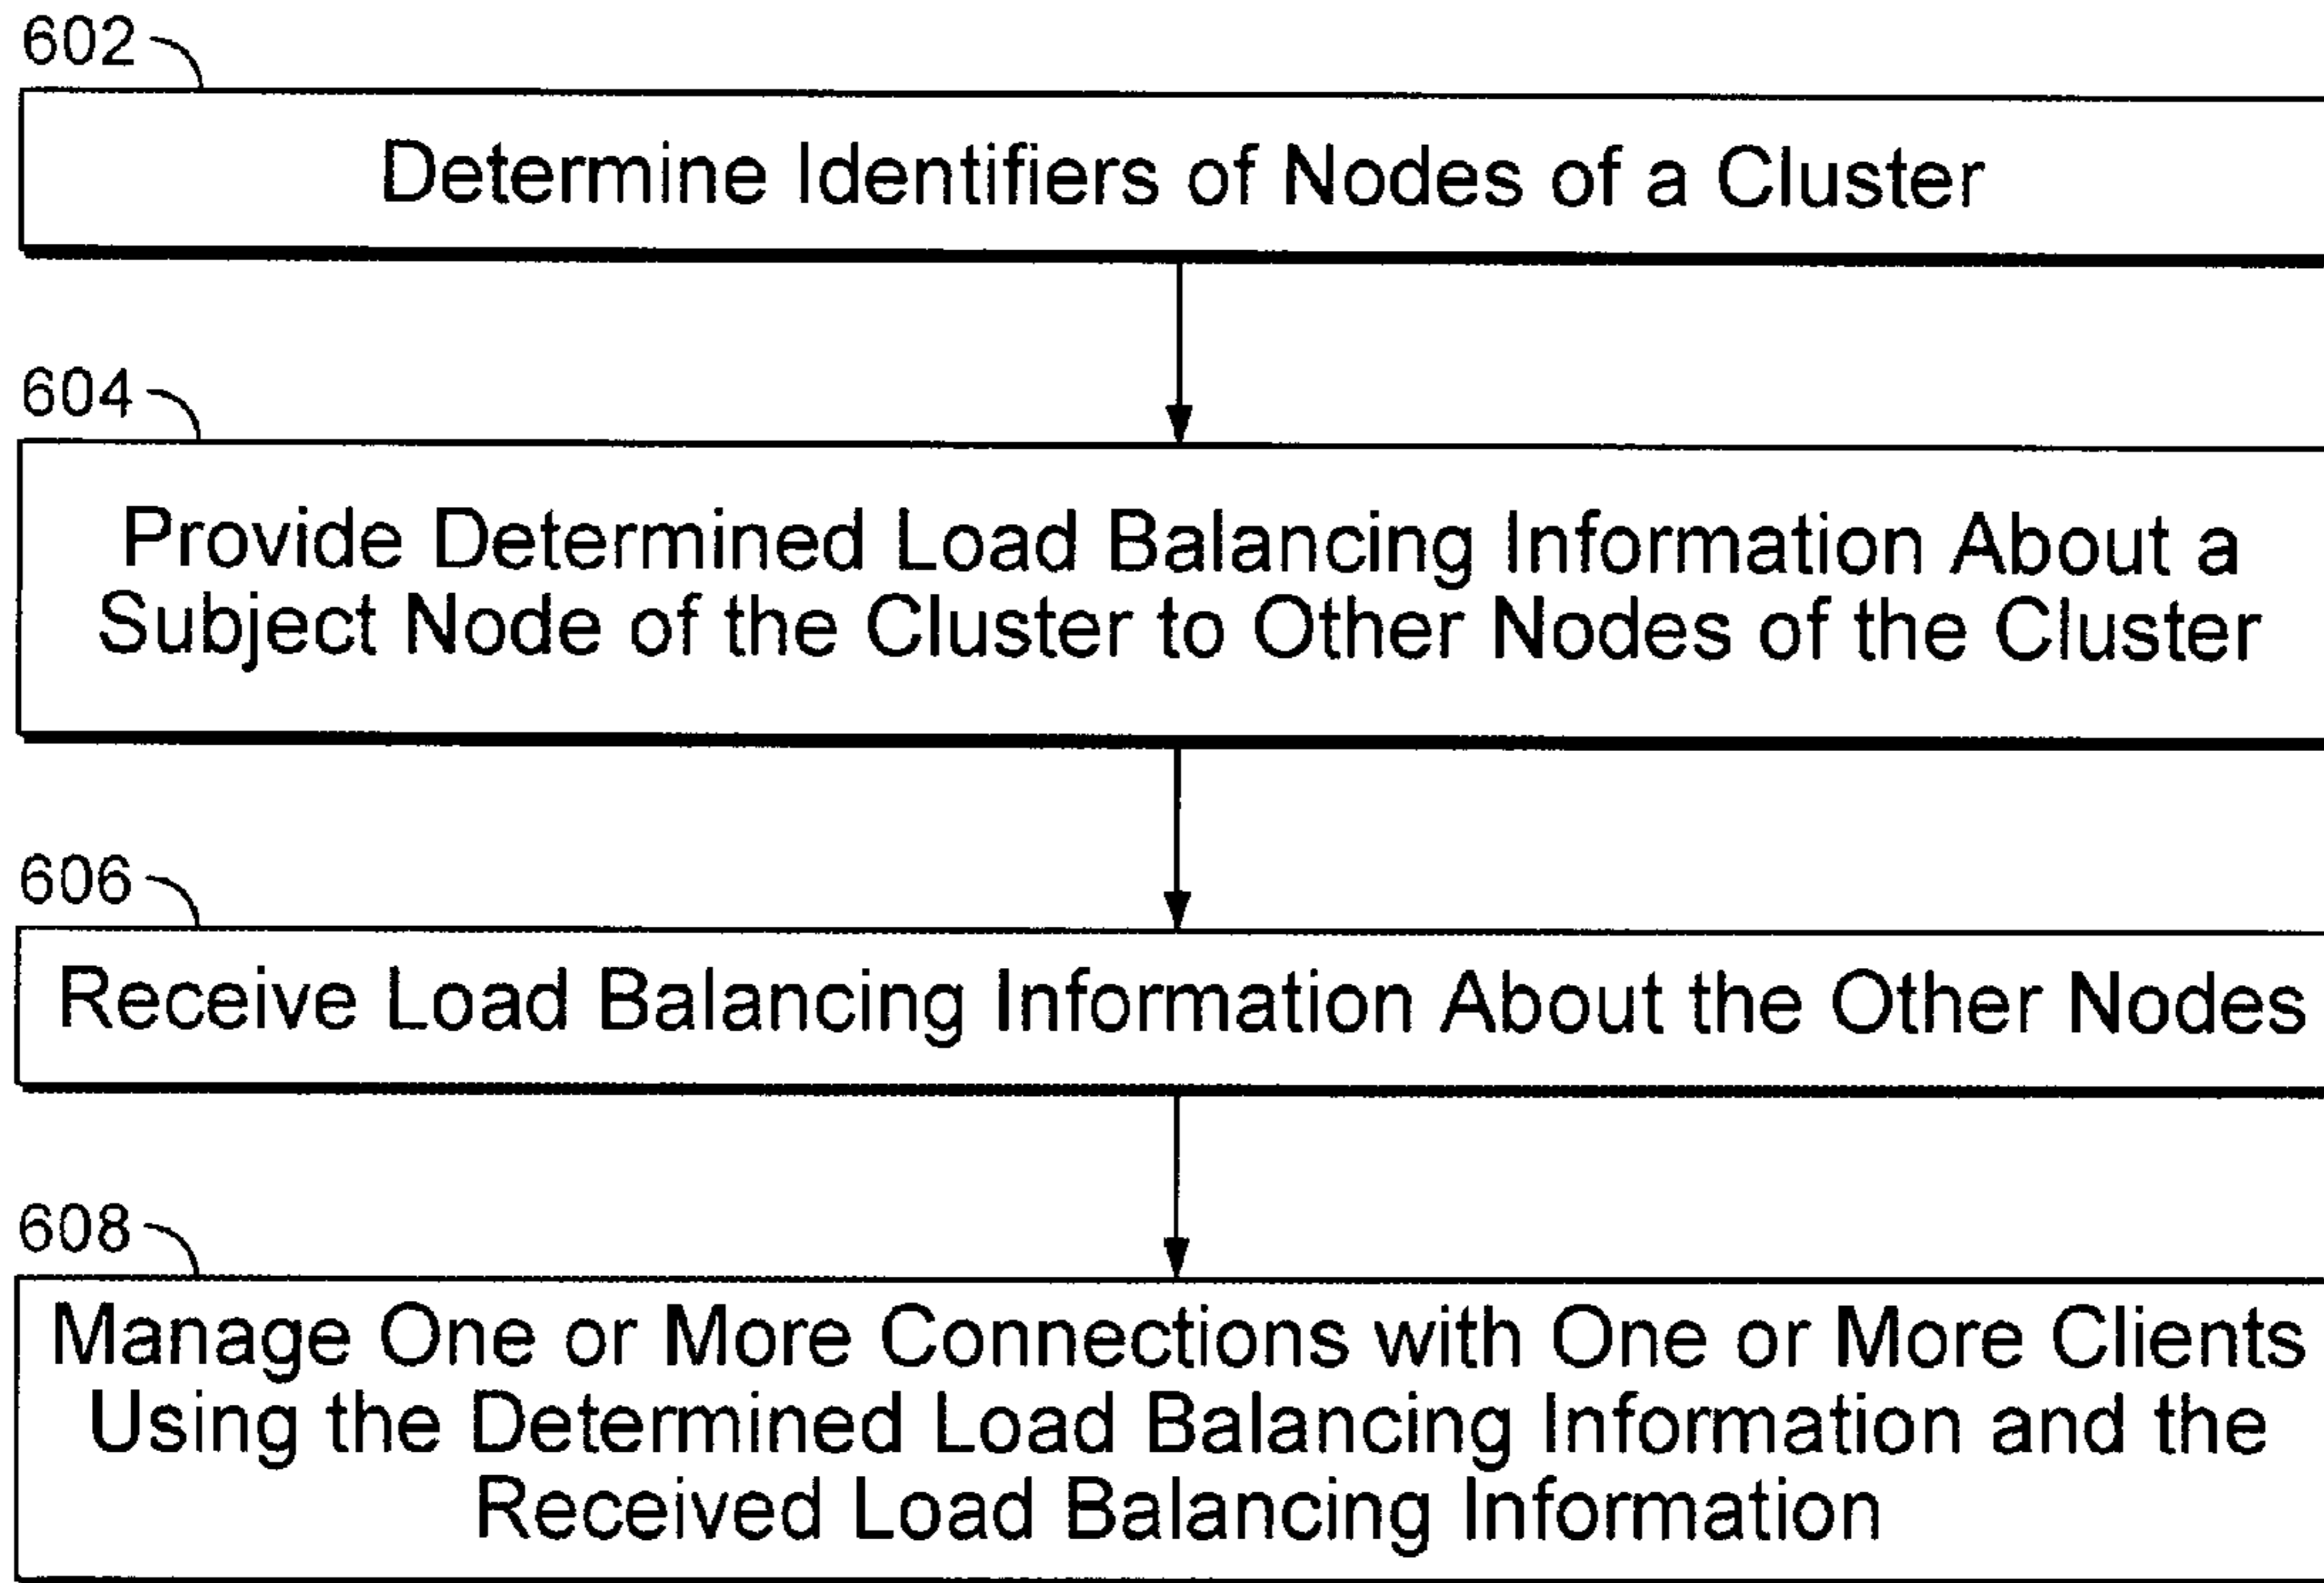 602
Determine Identifiers of Nodes of a Cluster
604
Provide Determined Load Balancing Information About a
Subject Node of the Cluster to Other Nodes of the Cluster
606
Receive Load Balancing Information About the Other Nodes
608
Manage One or More Connections with One or More Clients
Using the Determined Load Balancing Information and the
Received Load Balancing Information